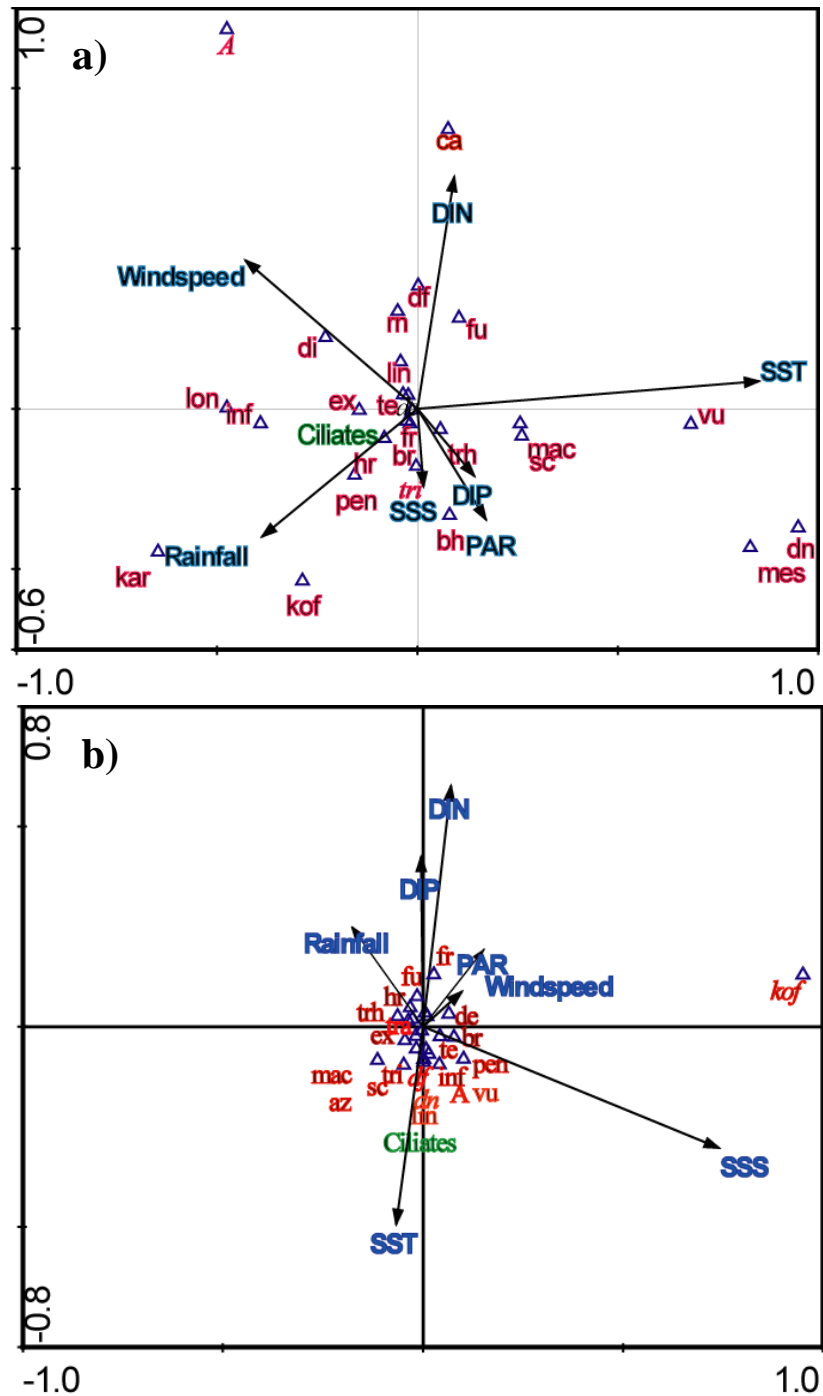 1.0
a)
A
ca
DIN
Windspeed
df
rn
fu
di
lin
SST
lon
inf
ex
te
vu
Ciliates
fr
mac
hr
br
trh
sc
pen
tri
DIP
SSS
bh
PAR
dn
Rainfall
kar
mes
kof
-0.6
-1.0
1.0
0.8
b)
DIN
DIP
Rainfall
fr
PAR
fu
Windspeed
kof
hr
trh
de
ex
br
te
pen
mac
sc
tri
inf
az
A
vu
dn
lin
Ciliates
SSS
SST
-0.8
-1.0
1.0